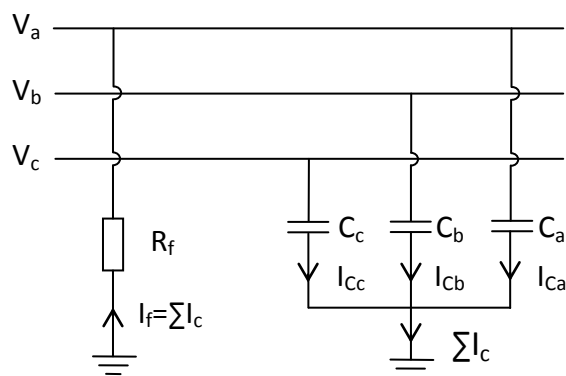 Va
Vb
Vc
Rf
Cc Cb Ca
ICc ICb ICa
If=∑Ic
∑Ic